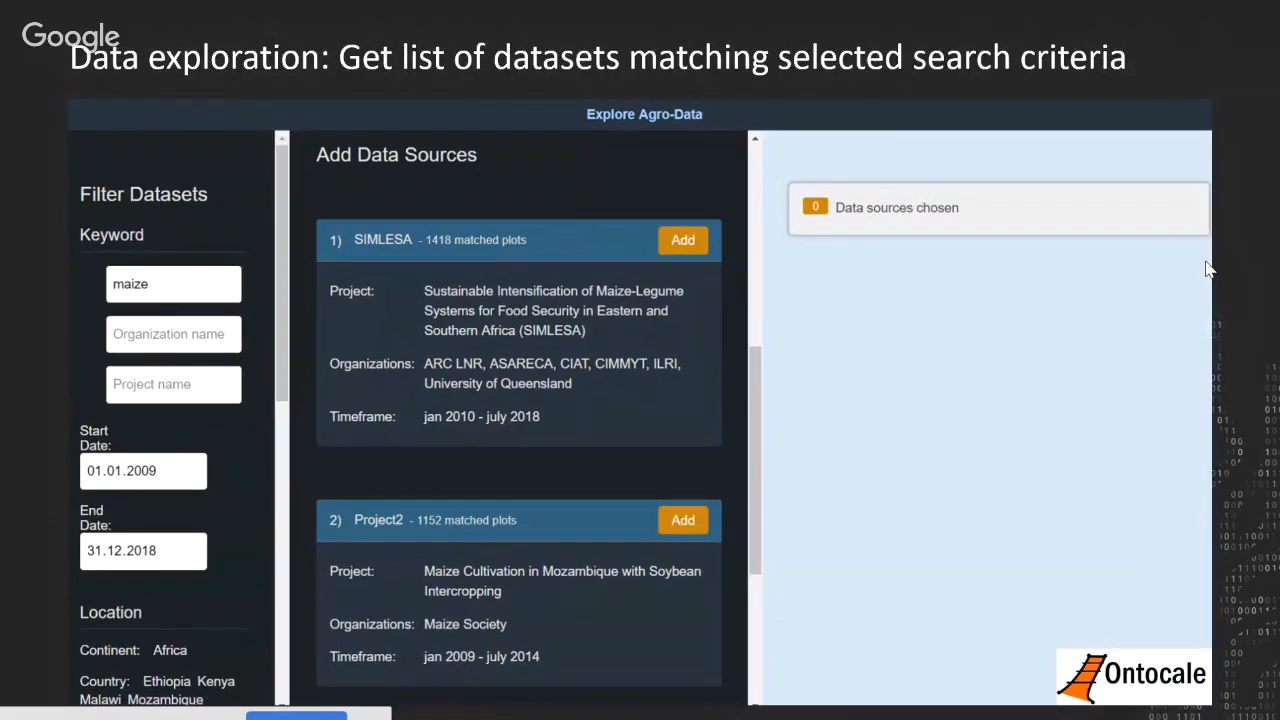 Google
Data exploration: Get list of datasets matching selected search criteria
Explore Agro-Data
Filter Datasets
Keyword
maize
Organization name
Project name
Start
Date:
01.01.2009
End
Date:
31.12.2018
Location
Continent: Africa
Country: Ethiopia Kenya
Malawi Mozambique
Add Data Sources
1) SIMLESA - 1418 matched plots
Add
Project: Sustainable Intensification of Maize-Legume
Systems for Food Security in Eastern and
Southern Africa (SIMLESA)
Organizations: ARC LNR, ASARECA, CIAT, CIMMYT, ILRI,
University of Queensland
Timeframe: jan 2010 - july 2018
2) Project2 - 1152 matched plots
Add
Project: Maize Cultivation in Mozambique with Soybean
Intercropping
Organizations: Maize Society
Timeframe: jan 2009 - july 2014
0 Data sources chosen
Ontocale